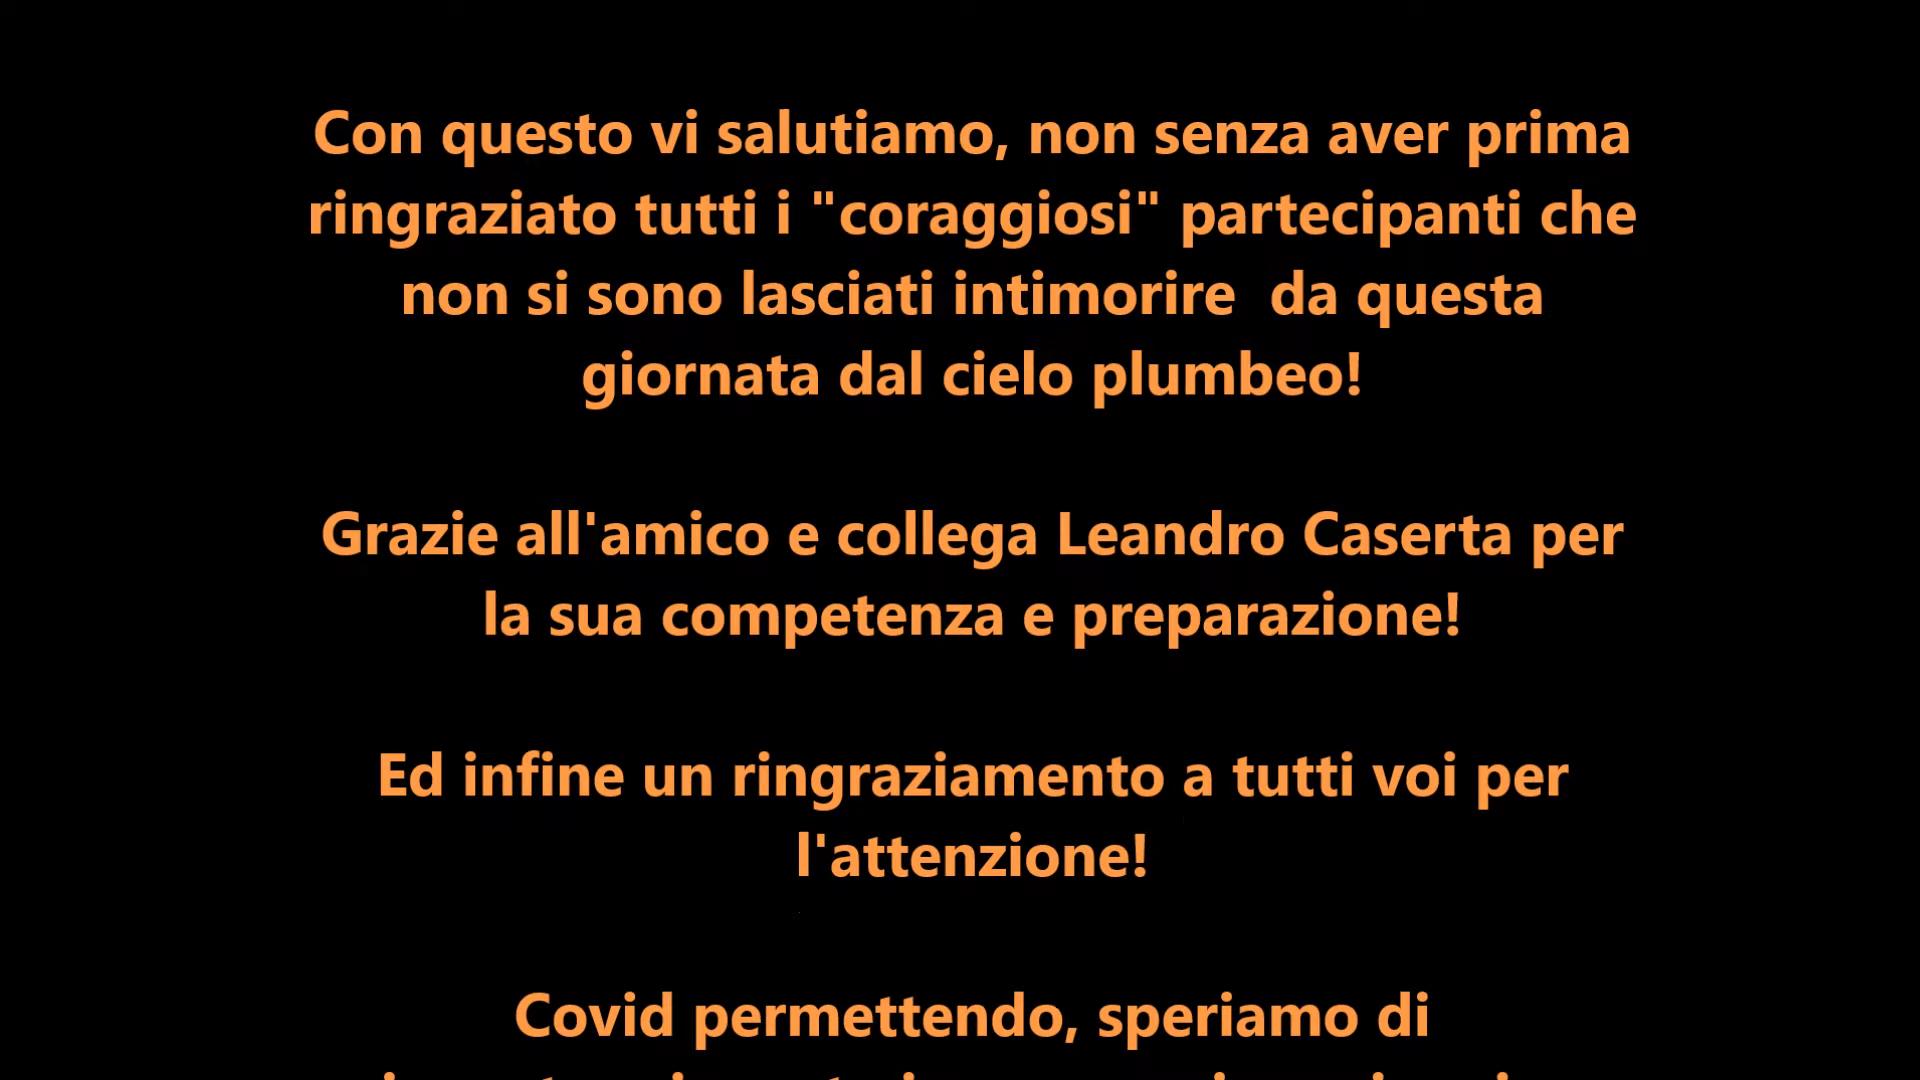 Con questo vi salutiamo, non senza aver prima
ringraziato tutti i "coraggiosi" partecipanti che
non si sono lasciati intimorire  da questa
giornata dal cielo plumbeo!
Grazie all'amico e collega Leandro Caserta per
la sua competenza e preparazione!
Ed infine un ringraziamento a tutti voi per
l'attenzione!
Covid permettendo, speriamo di